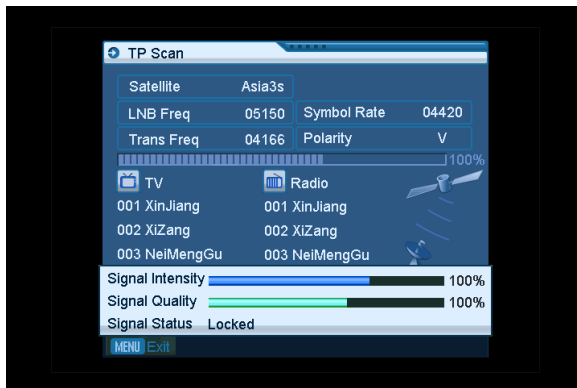 TP Scan
Satellite Asia3s
LNB Freq 05150 Symbol Rate 04420
Trans Freq 04166 Polarity V
100%
TV Radio
001 XinJiang 001 XinJiang
002 XiZang 002 XiZang
003 NeiMengGu 003 NeiMengGu
Signal Intensity 100%
Signal Quality 100%
Signal Status Locked
MENU Exit